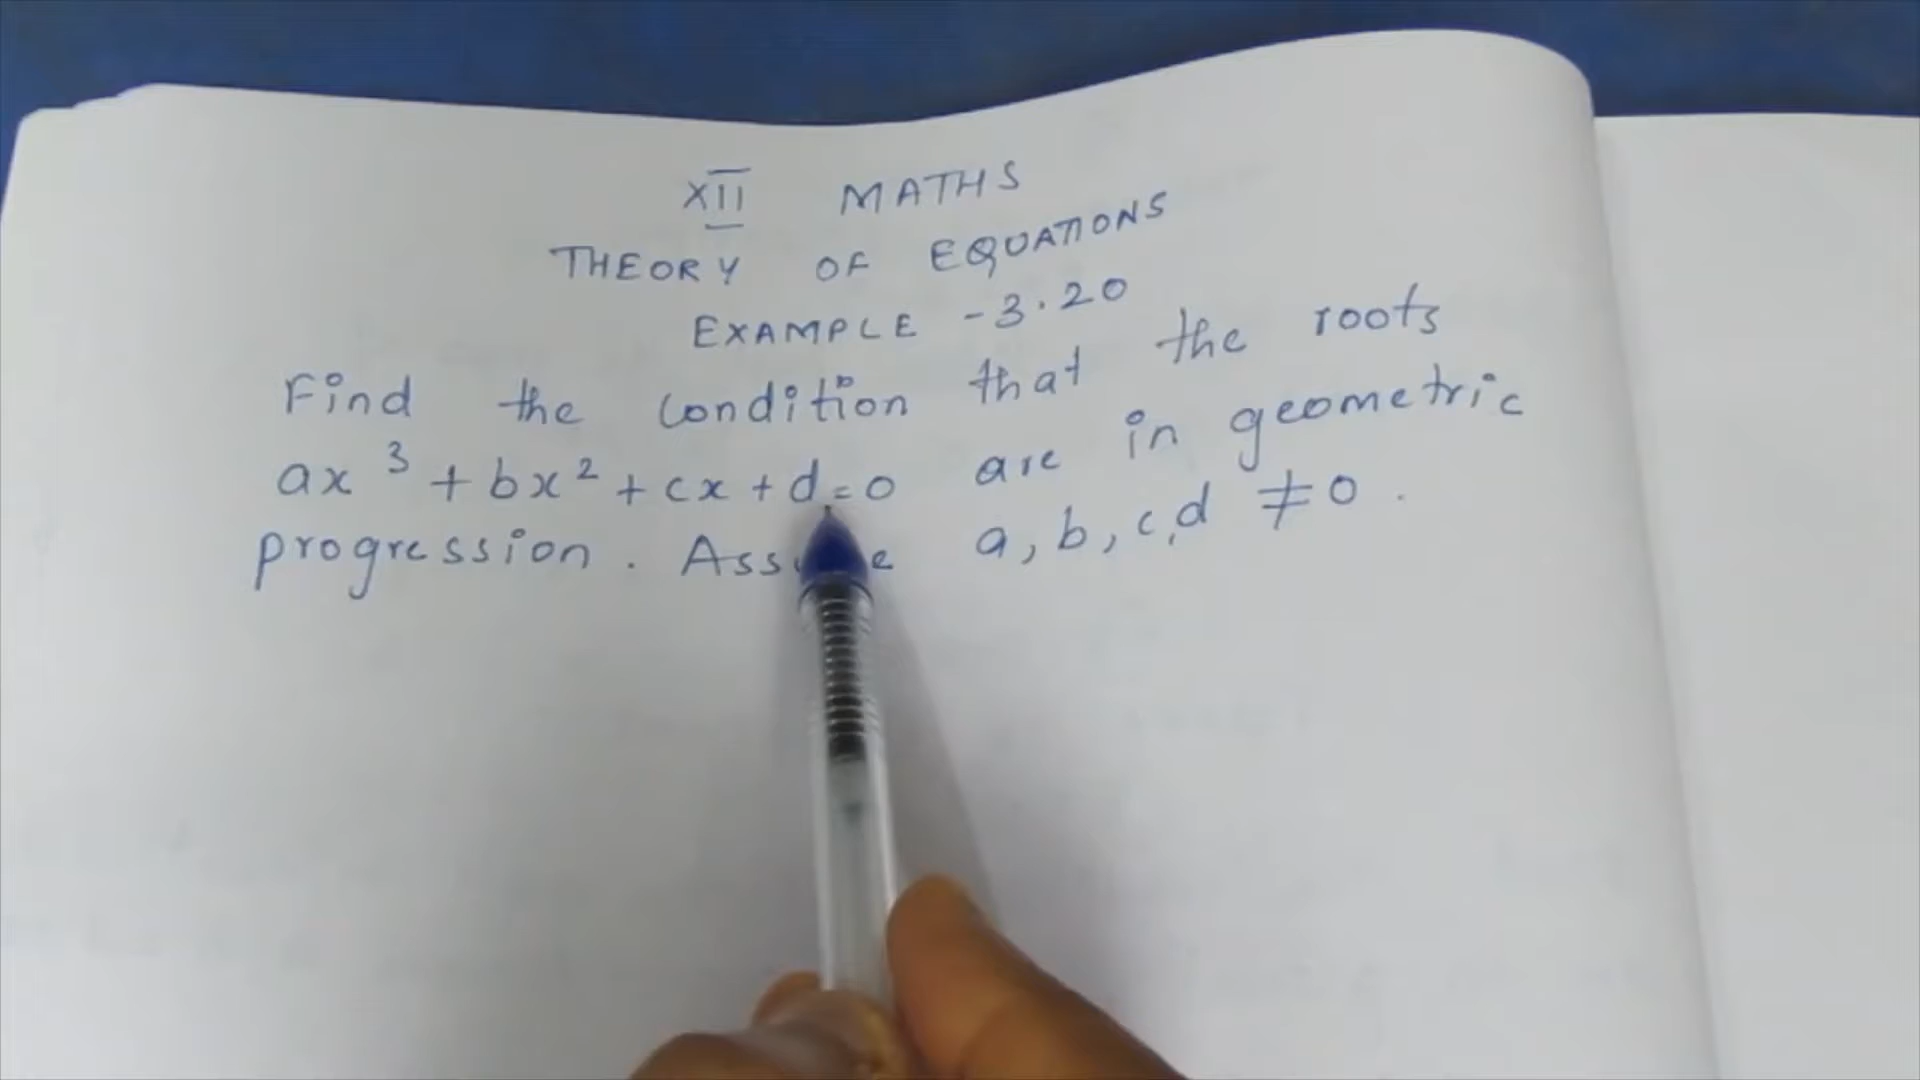 XII MATHS
THEORY OF EQUATIONS
EXAMPLE - 3.20
Find the condition that the roots
ax³ + bx² + cx + d = 0 are in geometric
progression. a, b, c, d ≠ 0.